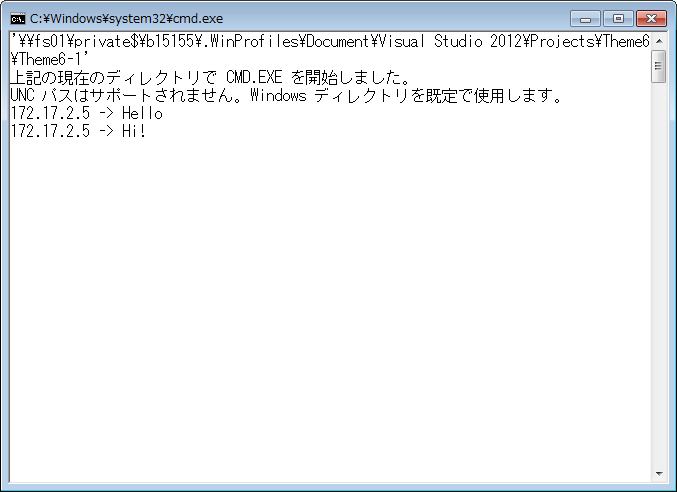 C:¥Windows¥system32¥cmd.exe
'¥¥fs01¥private$¥b15155¥.WinProfiles¥Document¥Visual Studio 2012¥Projects¥Theme6
¥Theme6-1'
上記の現在のディレクトリで CMD.EXE を開始しました。
UNC パスはサポートされません。Windows ディレクトリを既定で使用します。
172.17.2.5 -> Hello
172.17.2.5 -> Hi!